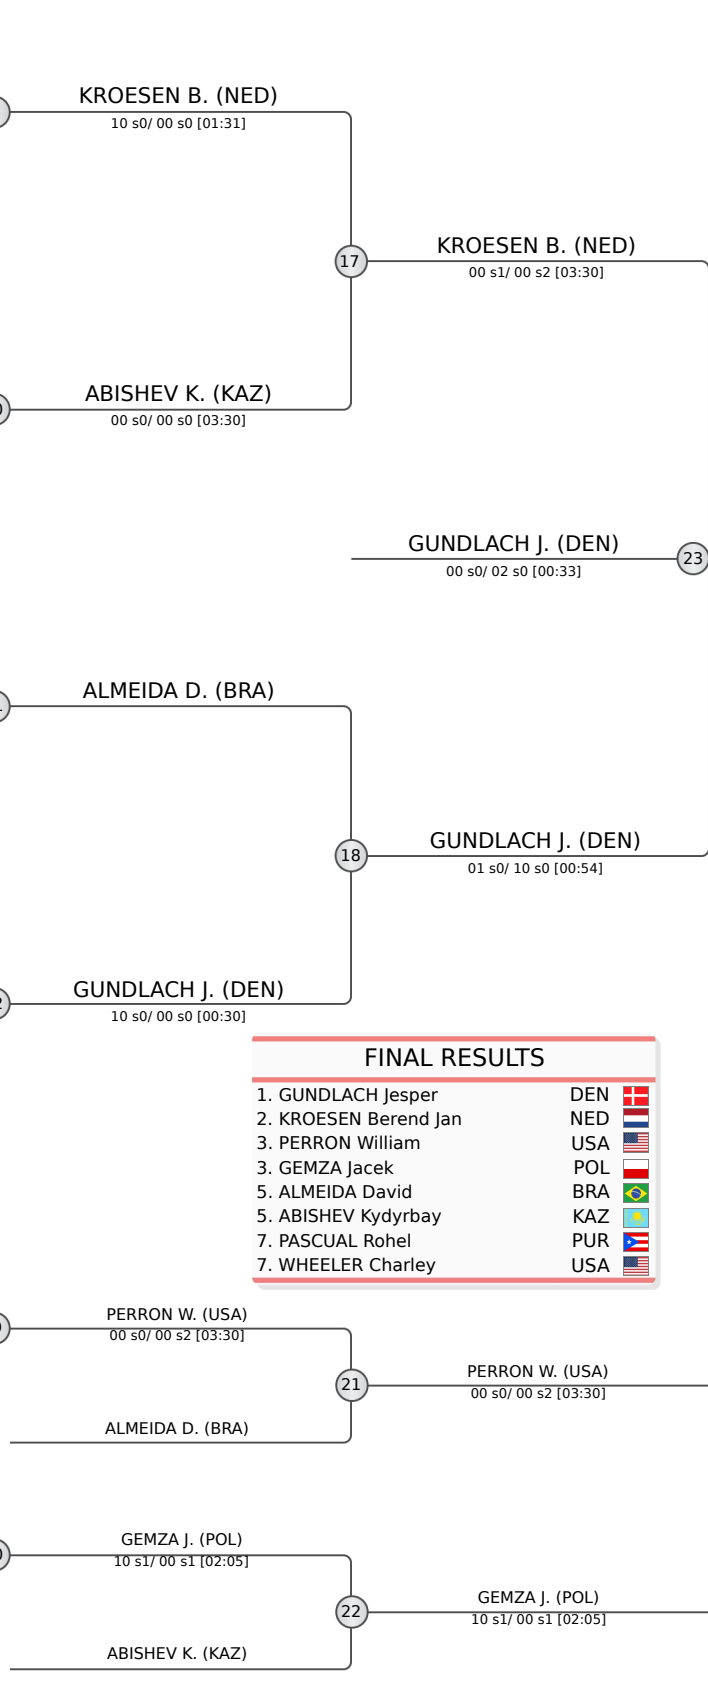 KROESEN B. (NED)
10 s0/ 00 s0 [01:31]
17
KROESEN B. (NED)
00 s1/ 00 s2 [03:30]
ABISHEV K. (KAZ)
00 s0/ 00 s0 [03:30]
GUNDLACH J. (DEN)
00 s0/ 02 s0 [00:33]
23
ALMEIDA D. (BRA)
18
GUNDLACH J. (DEN)
01 s0/ 10 s0 [00:54]
GUNDLACH J. (DEN)
10 s0/ 00 s0 [00:30]
FINAL RESULTS
1. GUNDLACH Jesper DEN
2. KROESEN Berend Jan NED
3. PERRON William USA
3. GEMZA Jacek POL
5. ALMEIDA David BRA
5. ABISHEV Kydyrbay KAZ
7. PASCUAL Rohel PUR
7. WHEELER Charley USA
PERRON W. (USA)
00 s0/ 00 s2 [03:30]
21
PERRON W. (USA)
00 s0/ 00 s2 [03:30]
ALMEIDA D. (BRA)
GEMZA J. (POL)
10 s1/ 00 s1 [02:05]
22
GEMZA J. (POL)
10 s1/ 00 s1 [02:05]
ABISHEV K. (KAZ)